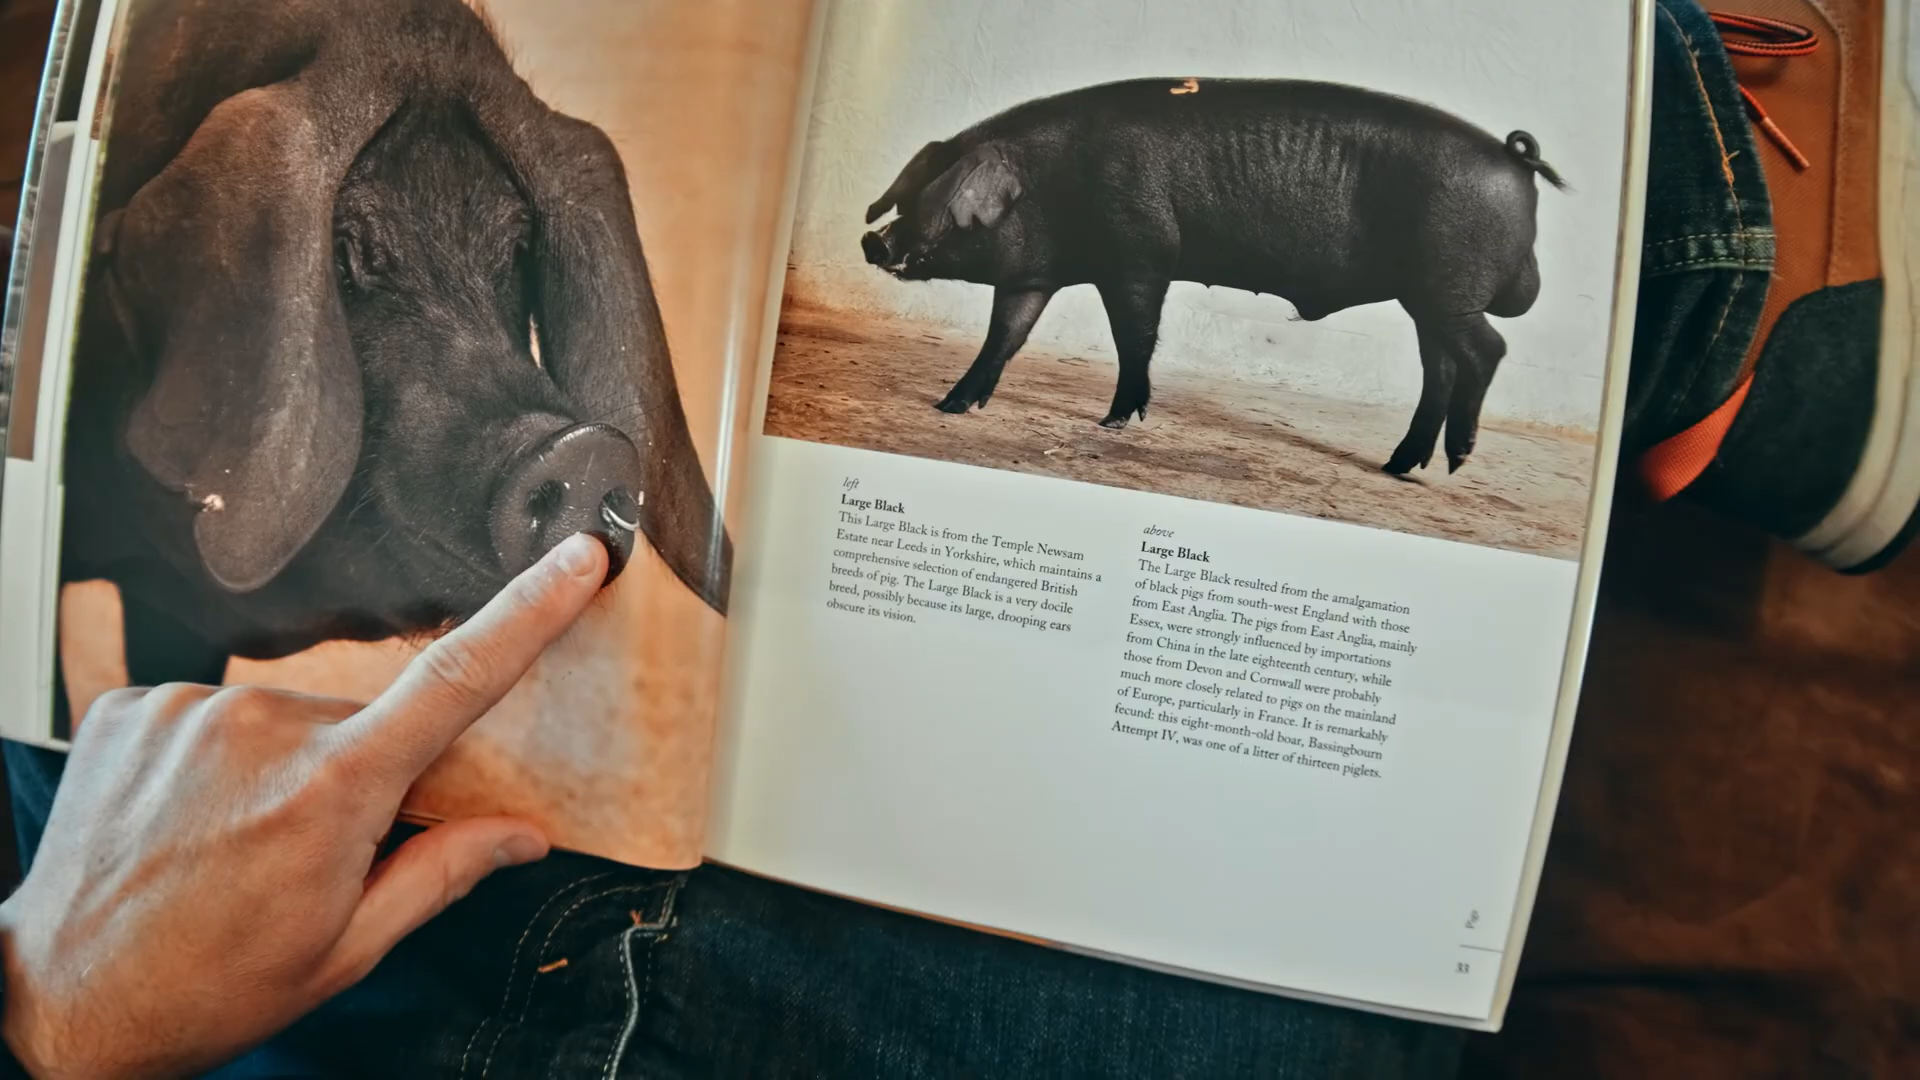 left
Large Black
This Large Black is from the Temple Newsam
Estate near Leeds in Yorkshire, which maintains a
comprehensive selection of endangered British
breeds of pig. The Large Black is a very docile
breed, possibly because its large, drooping ears
obscure its vision.
above
Large Black
The Large Black resulted from the amalgamation
of black pigs from south-west England with those
from East Anglia. The pigs from East Anglia, mainly
Essex, were strongly influenced by importations
from China in the late eighteenth century, while
those from Devon and Cornwall were probably
much more closely related to pigs on the mainland
of Europe, particularly in France. It is remarkably
fecund: this eight-month-old boar, Bassingbourn
Attempt IV, was one of a litter of thirteen piglets.
Pigs
33